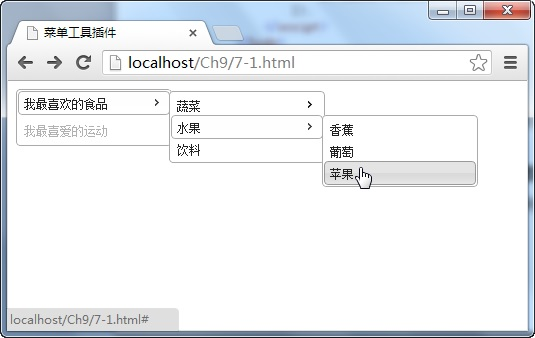 菜单工具插件
localhost/Ch9/7-1.html
我最喜欢的食品
我最喜爱的运动
蔬菜
水果
饮料
香蕉
葡萄
苹果
localhost/Ch9/7-1.html#